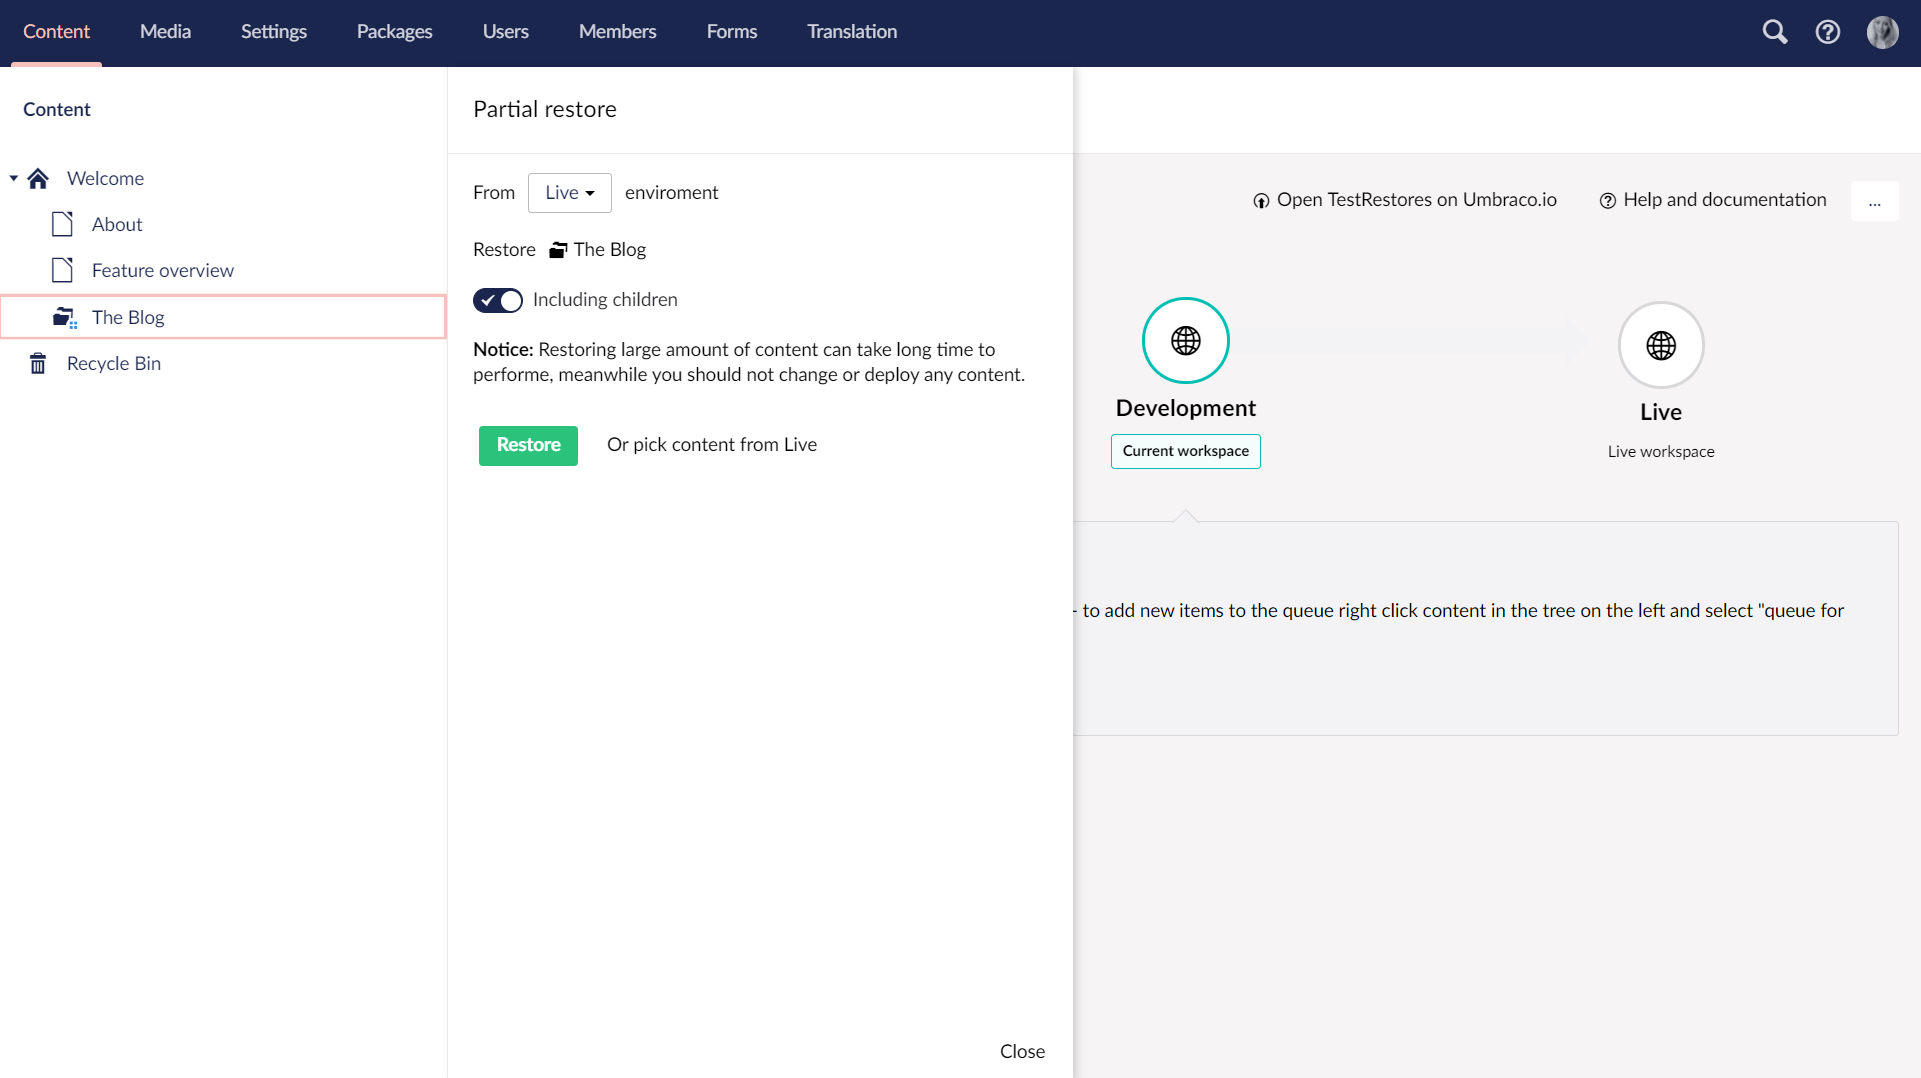 Content Media Settings Packages Users Members Forms Translation
Content
Welcome
About
Feature overview
The Blog
Recycle Bin
Partial restore
From Live enviroment
Restore The Blog
Including children
Notice: Restoring large amount of content can take long time to
performe, meanwhile you should not change or deploy any content.
Restore Or pick content from Live
Close
Open TestRestores on Umbraco.io Help and documentation ...
Development
Current workspace
Live
Live workspace
- to add new items to the queue right click content in the tree on the left and select "queue for